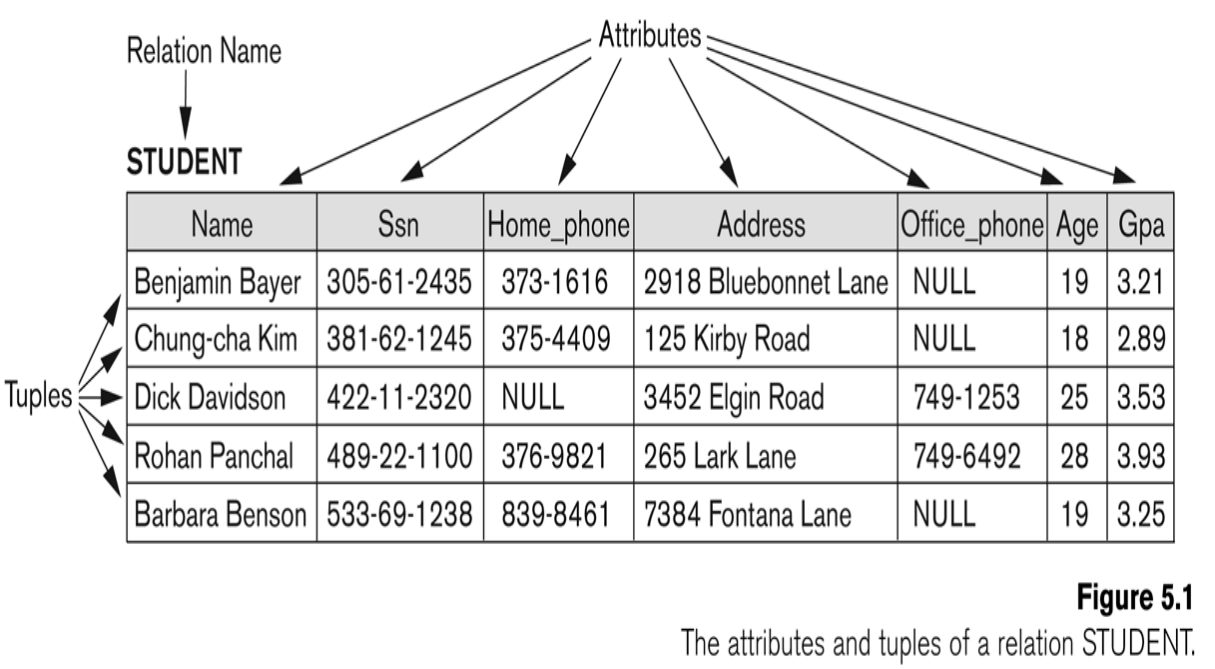 Attributes
Relation Name
STUDENT
Name Ssn Home_phone Address Office_phone Age Gpa
Benjamin Bayer 305-61-2435 373-1616 2918 Bluebonnet Lane NULL 19 3.21
Chung-cha Kim 381-62-1245 375-4409 125 Kirby Road NULL 18 2.89
Tuples
Dick Davidson 422-11-2320 NULL 3452 Elgin Road 749-1253 25 3.53
Rohan Panchal 489-22-1100 376-9821 265 Lark Lane 749-6492 28 3.93
Barbara Benson 533-69-1238 839-8461 7384 Fontana Lane NULL 19 3.25
Figure 5.1
The attributes and tuples of a relation STUDENT.